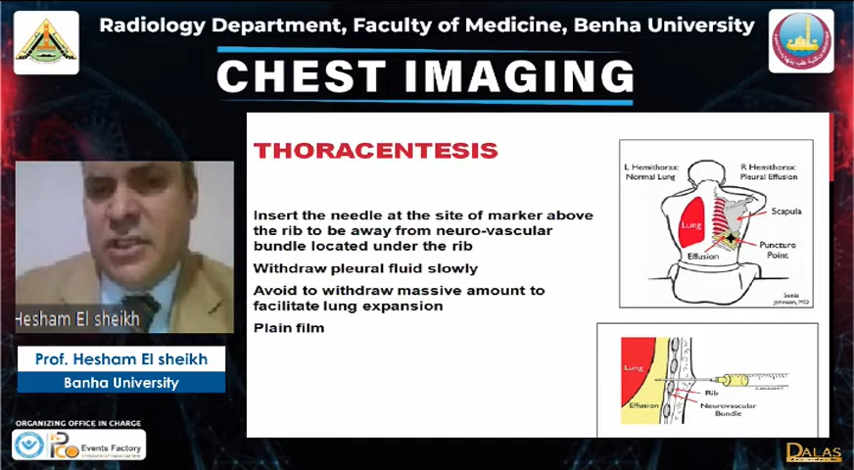 Radiology Department, Faculty of Medicine, Benha University
CHEST IMAGING
THORACENTESIS
Insert the needle at the site of marker above
the rib to be away from neuro-vascular
bundle located under the rib
Withdraw pleural fluid slowly
Avoid to withdraw massive amount to
facilitate lung expansion
Plain film
L Hemithorax:
Normal Lung
R Hemithorax:
Pleural Effusion
Scapula
Lung
Puncture
Point
Effusion
Sonia
Johnson, MD
Lung
Rib
Effusion
Neurovascular
Bundle
Hesham El sheikh
Prof. Hesham El sheikh
Banha University
ORGANIZING OFFICE IN CHARGE
Events Factory
DALAS